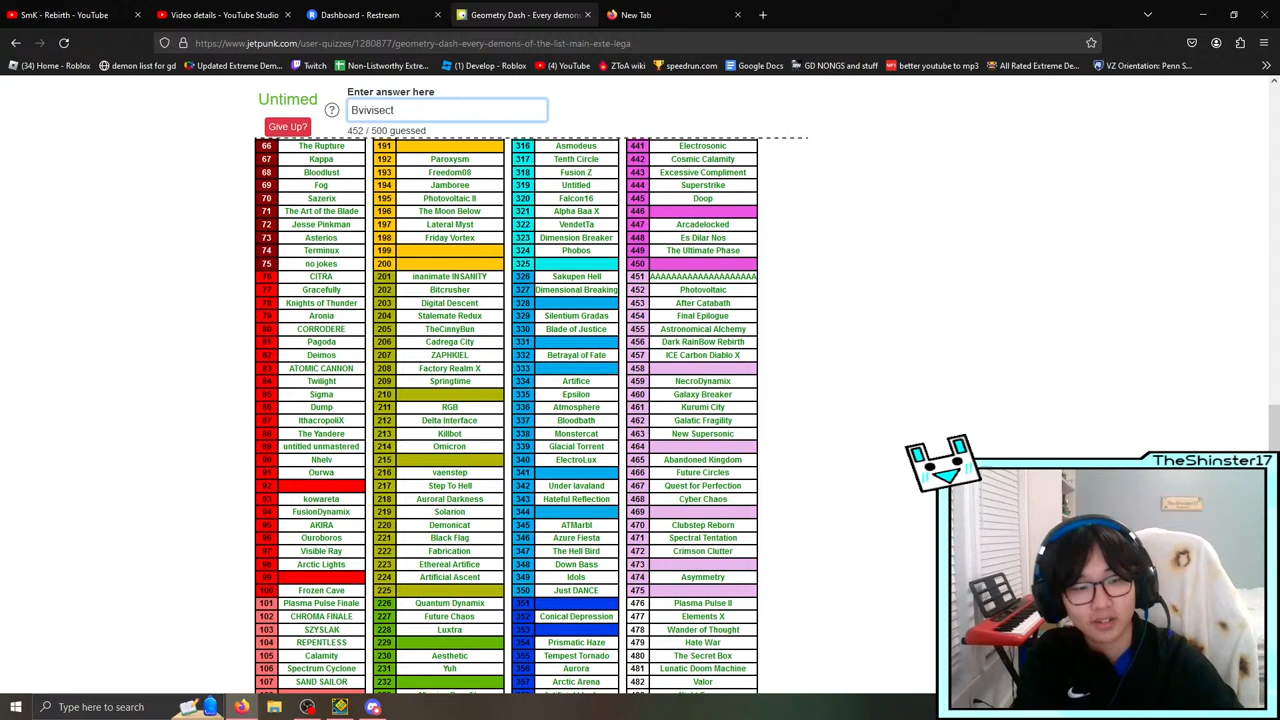 SmK - Rebirth - YouTube
Video details - YouTube Studio
Dashboard - Restream
Geometry Dash - Every demons
New Tab
https://www.jetpunk.com/user-quizzes/1280877/geometry-dash-every-demons-of-the-list-main-exte-lega
(34) Home - Roblox
demon lisst for gd
Updated Extreme Dem...
Twitch
Non-Listworthy Extre...
(1) Develop - Roblox
(4) YouTube
ZToA wiki
speedrun.com
Google Docs
GD NONGS and stuff
better youtube to mp3
All Rated Extreme De...
VZ Orientation: Penn S...
Untimed
?
Enter answer here
Bvivisect
Give Up?
452 / 500 guessed
66 The Rupture 191 316 Asmodeus 441 Electrosonic
67 Kappa 192 Paroxysm 317 Tenth Circle 442 Cosmic Calamity
68 Bloodlust 193 Freedom08 318 Fusion Z 443 Excessive Compliment
69 Fog 194 Jamboree 319 Untitled 444 Superstrike
70 Sazerix 195 Photovoltaic II 320 Falcon16 445 Doop
71 The Art of the Blade 196 The Moon Below 321 Alpha Baa X 446
72 Jesse Pinkman 197 Lateral Myst 322 VendetTa 447 Arcadelocked
73 Asterios 198 Friday Vortex 323 Dimension Breaker 448 Es Dilar Nos
74 Terminux 199 324 Phobos 449 The Ultimate Phase
75 no jokes 200 325 450
76 CITRA 201 inanimate INSANITY 326 Sakupen Hell 451 AAAAAAAAAAAAAAAAAAAA
77 Gracefully 202 Bitcrusher 327 Dimensional Breaking 452 Photovoltaic
78 Knights of Thunder 203 Digital Descent 328 453 After Catabath
79 Aronia 204 Stalemate Redux 329 Silentium Gradas 454 Final Epilogue
80 CORRODERE 205 TheCinnyBun 330 Blade of Justice 455 Astronomical Alchemy
81 Pagoda 206 Cadrega City 331 456 Dark RainBow Rebirth
82 Deimos 207 ZAPHKIEL 332 Betrayal of Fate 457 ICE Carbon Diablo X
83 ATOMIC CANNON 208 Factory Realm X 333 458
84 Twilight 209 Springtime 334 Artifice 459 NecroDynamix
85 Sigma 210 335 Epsilon 460 Galaxy Breaker
86 Dump 211 RGB 336 Atmosphere 461 Kurumi City
87 IthacropoliX 212 Delta Interface 337 Bloodbath 462 Galatic Fragility
88 The Yandere 213 Killbot 338 Monstercat 463 New Supersonic
89 untitled unmastered 214 Omicron 339 Glacial Torrent 464
90 Nhelv 215 340 ElectroLux 465 Abandoned Kingdom
91 Ourwa 216 vaenstep 341 466 Future Circles
92 217 Step To Hell 342 Under lavaland 467 Quest for Perfection
93 kowareta 218 Auroral Darkness 343 Hateful Reflection 468 Cyber Chaos
94 FusionDynamix 219 Solarion 344 469
95 AKIRA 220 Demonicat 345 ATMarbl 470 Clubstep Reborn
96 Ouroboros 221 Black Flag 346 Azure Fiesta 471 Spectral Tentation
97 Visible Ray 222 Fabrication 347 The Hell Bird 472 Crimson Clutter
98 Arctic Lights 223 Ethereal Artifice 348 Down Bass 473
99 224 Artificial Ascent 349 Idols 474 Asymmetry
100 Frozen Cave 225 350 Just DANCE 475
101 Plasma Pulse Finale 226 Quantum Dynamix 351 476 Plasma Pulse II
102 CHROMA FINALE 227 Future Chaos 352 Conical Depression 477 Elements X
103 SZYSLAK 228 Luxtra 353 478 Wander of Thought
104 REPENTLESS 229 354 Prismatic Haze 479 Hate War
105 Calamity 230 Aesthetic 355 Tempest Tornado 480 The Secret Box
106 Spectrum Cyclone 231 Yuh 356 Aurora 481 Lunatic Doom Machine
107 SAND SAILOR 232 357 Arctic Arena 482 Valor
TheShinster17
Type here to search